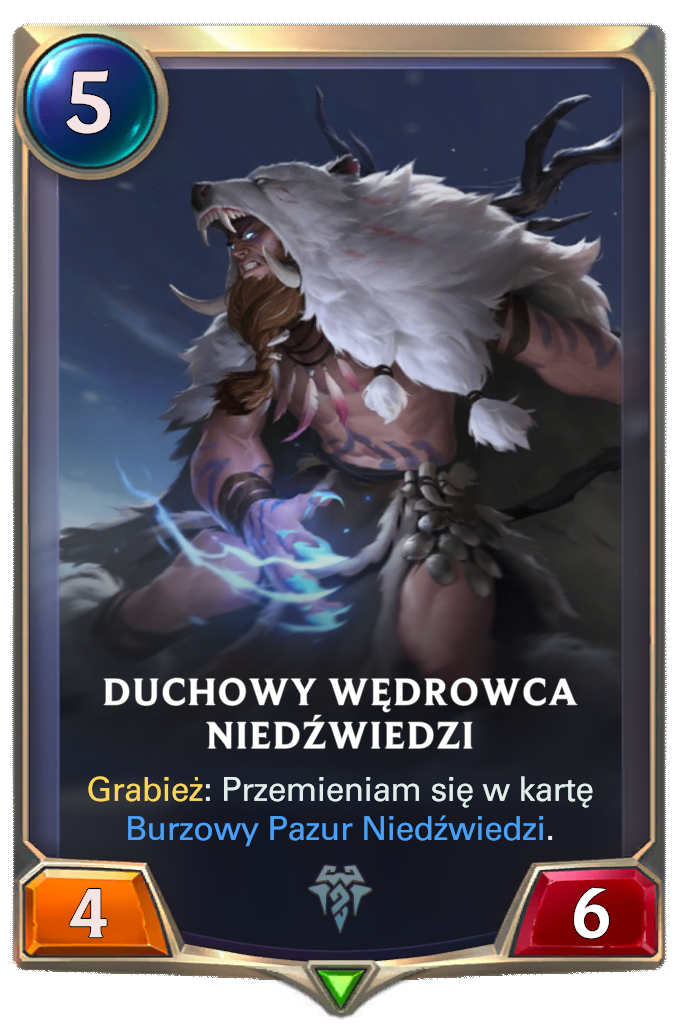 5
DUCHOWY WĘDROWCA
NIEDŹWIEDZI
Grabież: Przemieniam się w kartę
Burzowy Pazur Niedźwiedzi.
4
6